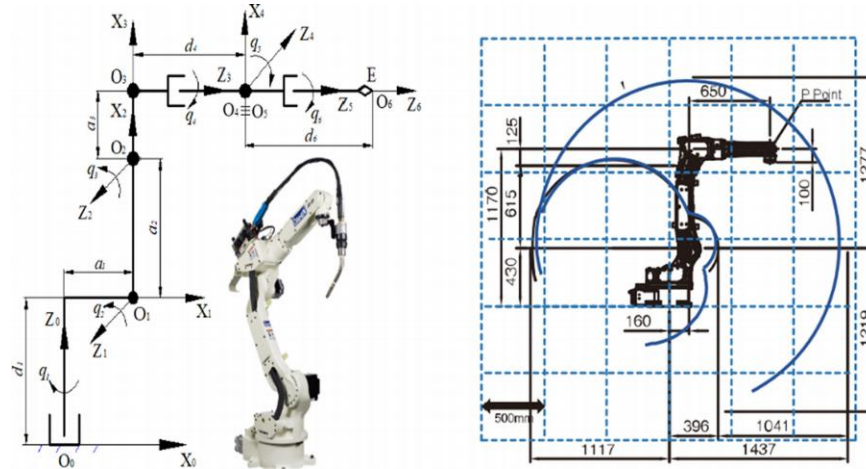 X₃
X₄
Z₄
d₄
q₅
O₃
Z₃
E
X₂
q₄
O₄
O₅
q₆
Z₅
O₆
Z₆
a₃
O₂
d₆
q₃
Z₂
a₂
a₁
q₂
O₁
X₁
Z₀
Z₁
q₁
d₁
O₀
X₀
650
P Point
125
1170
615
100
430
160
500mm
396
1041
1117
1437